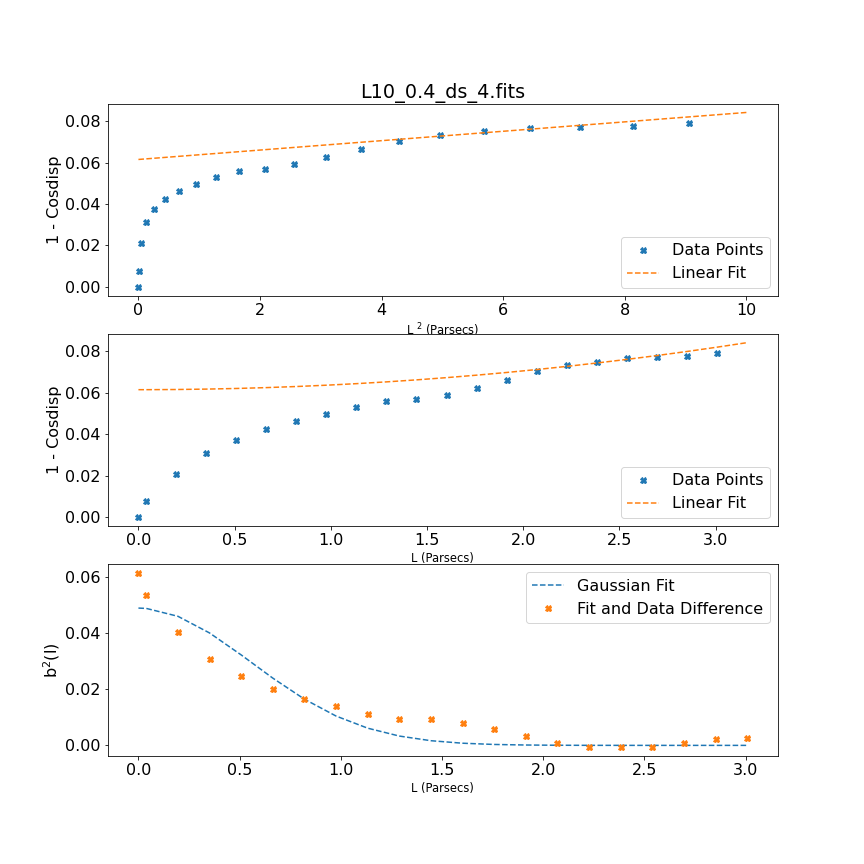 L10_0.4_ds_4.fits
1 - Cosdisp
0.08
0.06
0.04
0.02
0.00
Data Points
Linear Fit
0 2 4 6 8 10
L ² (Parsecs)
1 - Cosdisp
0.08
0.06
0.04
0.02
0.00
Data Points
Linear Fit
0.0 0.5 1.0 1.5 2.0 2.5 3.0
L (Parsecs)
b²(l)
0.06
0.04
0.02
0.00
Gaussian Fit
Fit and Data Difference
0.0 0.5 1.0 1.5 2.0 2.5 3.0
L (Parsecs)